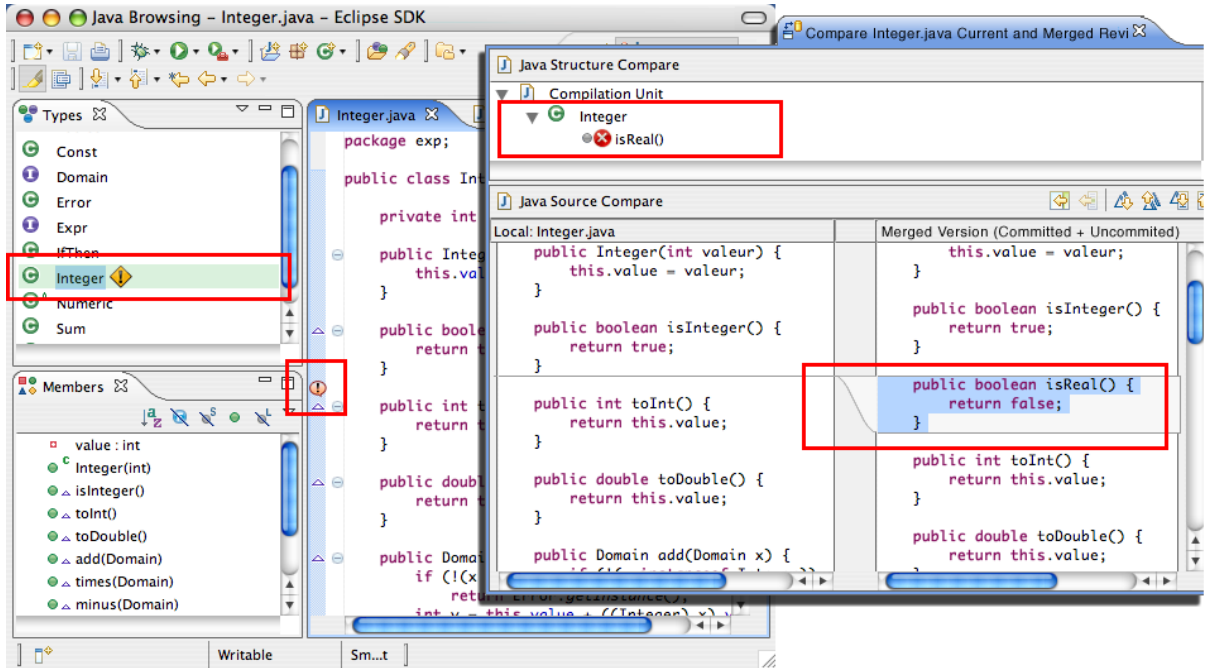 Java Browsing – Integer.java – Eclipse SDK
Types
Const
Domain
Error
Expr
IfThen
Integer
Numeric
Sum
Members
value : int
Integer(int)
isInteger()
toInt()
toDouble()
add(Domain)
times(Domain)
minus(Domain)
Integer.java
package exp;
public class Int
private int
public Integ
this.val
}
public boole
return t
}
public int t
return t
}
public doubl
return t
}
public Domai
if (!(x
return Error.getInstance();
int v = this.value + ((Integer) x).v
Writable
Sm...t
Compare Integer.java Current and Merged Revi
Java Structure Compare
Compilation Unit
Integer
isReal()
Java Source Compare
Local: Integer.java
public Integer(int valeur) {
this.value = valeur;
}
public boolean isInteger() {
return true;
}
public int toInt() {
return this.value;
}
public double toDouble() {
return this.value;
}
public Domain add(Domain x) {
Merged Version (Committed + Uncommited)
this.value = valeur;
}
public boolean isInteger() {
return true;
}
public boolean isReal() {
return false;
}
public int toInt() {
return this.value;
}
public double toDouble() {
return this.value;
}